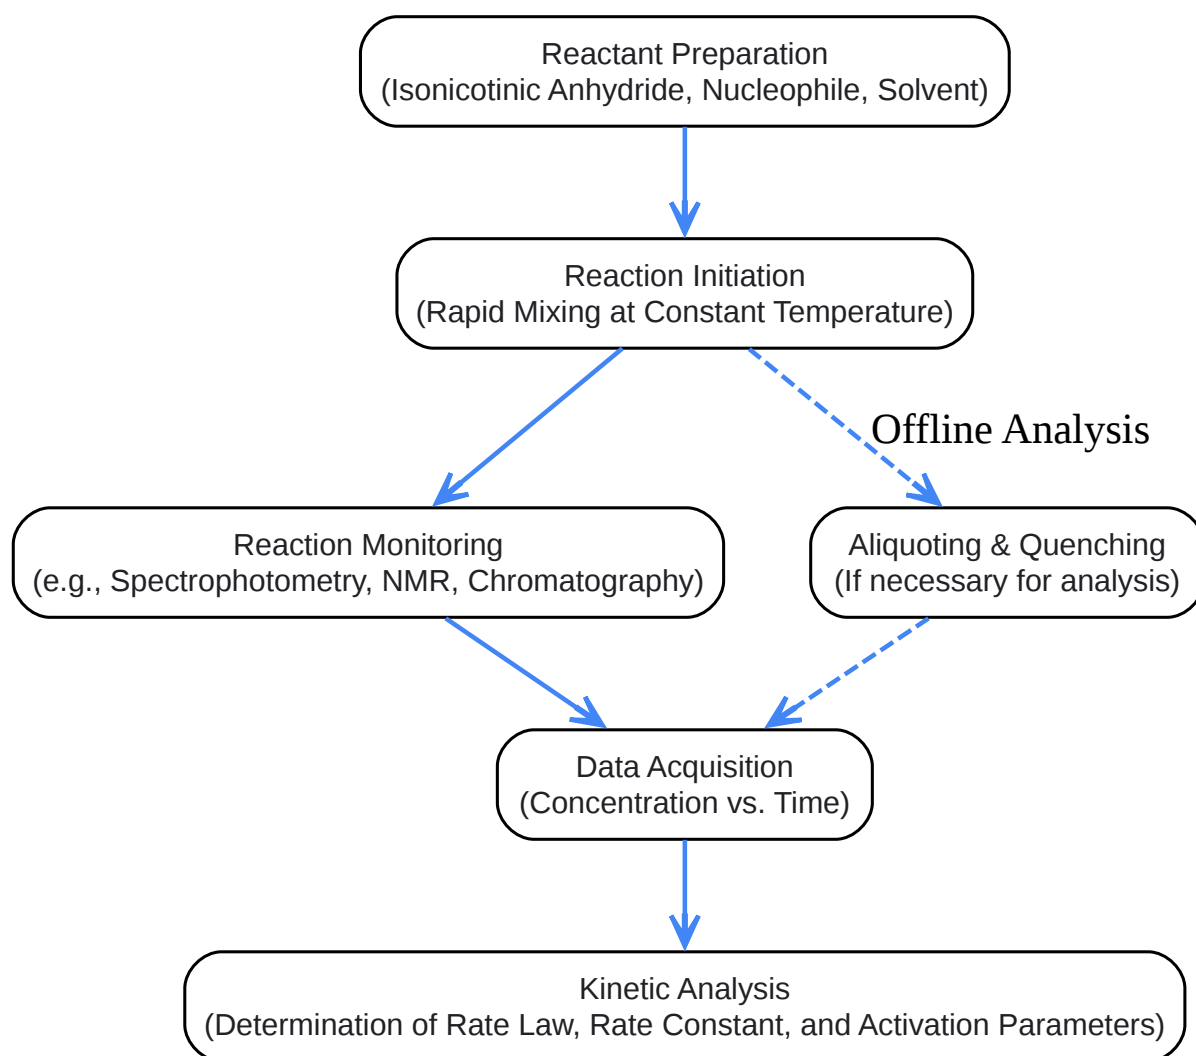 Reactant Preparation
(Isonicotinic Anhydride, Nucleophile, Solvent)
Reaction Initiation
(Rapid Mixing at Constant Temperature)
Offline Analysis
Reaction Monitoring
(e.g., Spectrophotometry, NMR, Chromatography)
Aliquoting & Quenching
(If necessary for analysis)
Data Acquisition
(Concentration vs. Time)
Kinetic Analysis
(Determination of Rate Law, Rate Constant, and Activation Parameters)